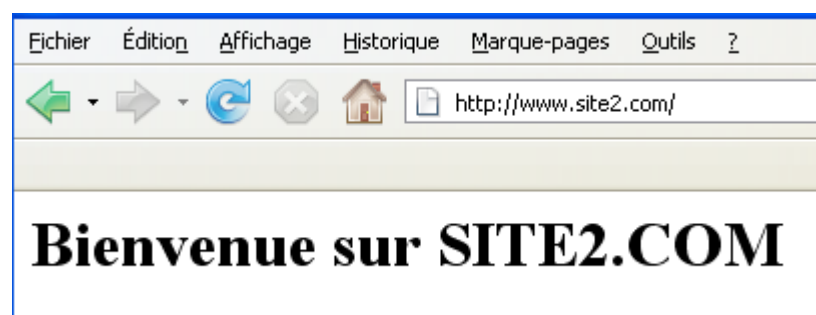 Fichier Édition Affichage Historique Marque-pages Outils ?
http://www.site2.com/
Bienvenue sur SITE2.COM